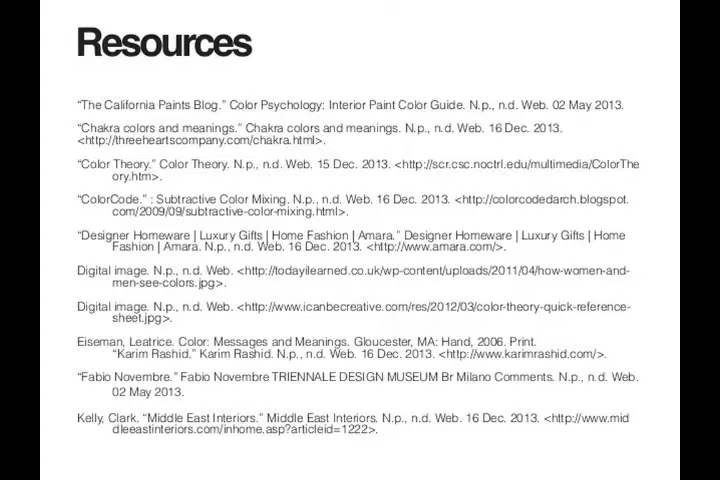 Resources
“The California Paints Blog.” Color Psychology: Interior Paint Color Guide. N.p., n.d. Web. 02 May 2013.
“Chakra colors and meanings.” Chakra colors and meanings. N.p., n.d. Web. 16 Dec. 2013.
<http://threeheartscompany.com/chakra.html>.
“Color Theory.” Color Theory. N.p., n.d. Web. 15 Dec. 2013. <http://scr.csc.noctrl.edu/multimedia/ColorThe
ory.htm>.
“ColorCode.” : Subtractive Color Mixing. N.p., n.d. Web. 16 Dec. 2013. <http://colorcodedarch.blogspot.
com/2009/09/subtractive-color-mixing.html>.
“Designer Homeware | Luxury Gifts | Home Fashion | Amara.” Designer Homeware | Luxury Gifts | Home
Fashion | Amara. N.p., n.d. Web. 16 Dec. 2013. <http://www.amara.com/>.
Digital image. N.p., n.d. Web. <http://todayilearned.co.uk/wp-content/uploads/2011/04/how-women-and-
men-see-colors.jpg>.
Digital image. N.p., n.d. Web. <http://www.icanbecreative.com/res/2012/03/color-theory-quick-reference-
sheet.jpg>.
Eiseman, Leatrice. Color: Messages and Meanings. Gloucester, MA: Hand, 2006. Print.
“Karim Rashid.” Karim Rashid. N.p., n.d. Web. 16 Dec. 2013. <http://www.karimrashid.com/>.
“Fabio Novembre.” Fabio Novembre TRIENNALE DESIGN MUSEUM Br Milano Comments. N.p., n.d. Web.
02 May 2013.
Kelly, Clark. “Middle East Interiors.” Middle East Interiors. N.p., n.d. Web. 16 Dec. 2013. <http://www.mid
dleeastinteriors.com/inhome.asp?articleid=1222>.